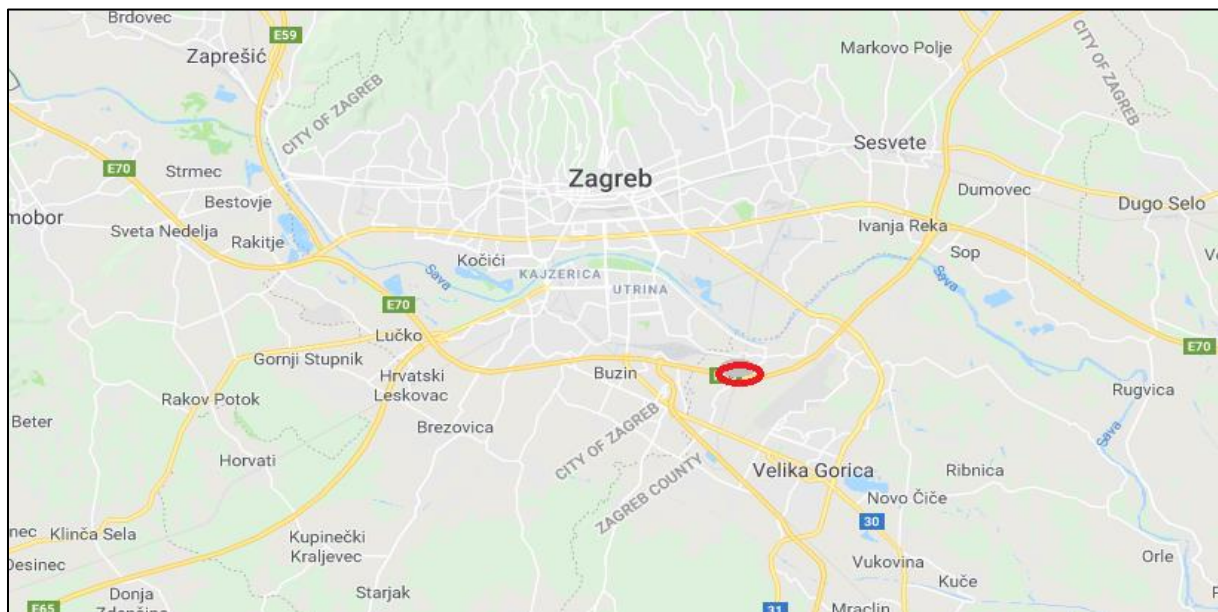 Brdovec
E59
Zaprešić
Markovo Polje
CITY OF ZAGREB
CITY OF ZAGREB
Sesvete
E70
Strmec
Zagreb
Dumovec
Bestovje
Dugo Selo
mobor
Sveta Nedelja
Rakitje
Ivanja Reka
Kočići
Sop
Sava
KAJZERICA
UTRINA
Sava
E70
Lučko
E70
Gornji Stupnik
Buzin
Hrvatski
Leskovac
Rugvica
Rakov Potok
Beter
Brezovica
CITY OF ZAGREB
Sava
Horvati
Velika Gorica
Ribnica
ZAGREB COUNTY
Novo Čiče
nec
Klinča Sela
30
Kupinečki
Kraljevec
Desinec
Vukovina
Orle
Kuče
Donja
Zdenčina
Starjak
E65
31
Mraclin